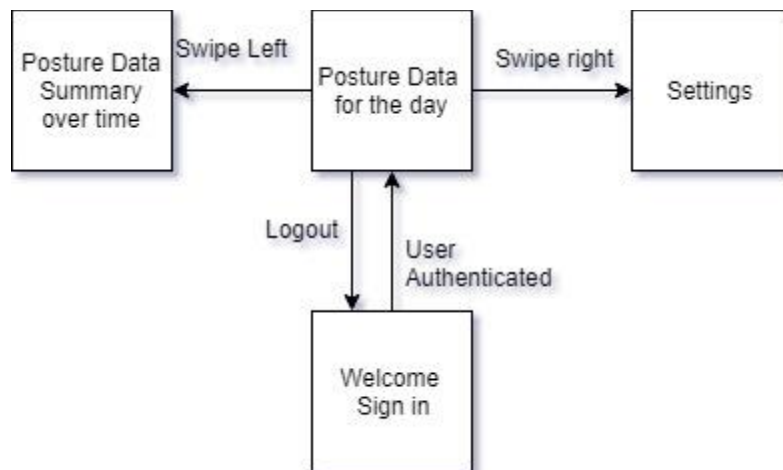 Posture Data
Summary
over time
Swipe Left
Posture Data
for the day
Swipe right
Settings
Logout
User
Authenticated
Welcome
Sign in